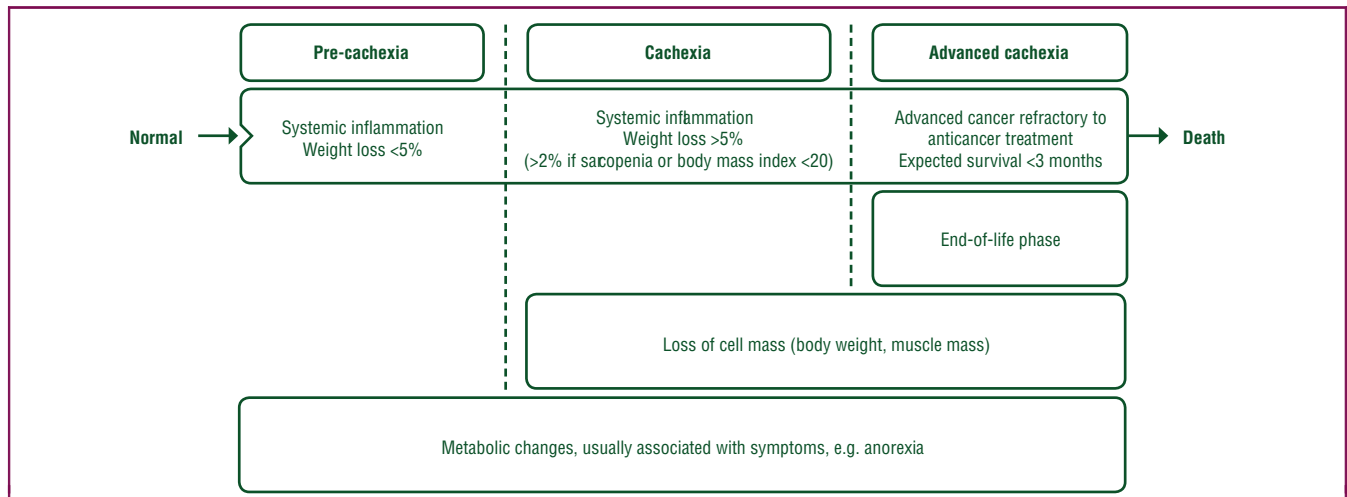 Pre-cachexia
Cachexia
Advanced cachexia
Normal
Systemic inflammation
Weight loss <5%
Systemic inflammation
Weight loss >5%
(>2% if sarcopenia or body mass index <20)
Advanced cancer refractory to
anticancer treatment
Expected survival <3 months
Death
End-of-life phase
Loss of cell mass (body weight, muscle mass)
Metabolic changes, usually associated with symptoms, e.g. anorexia